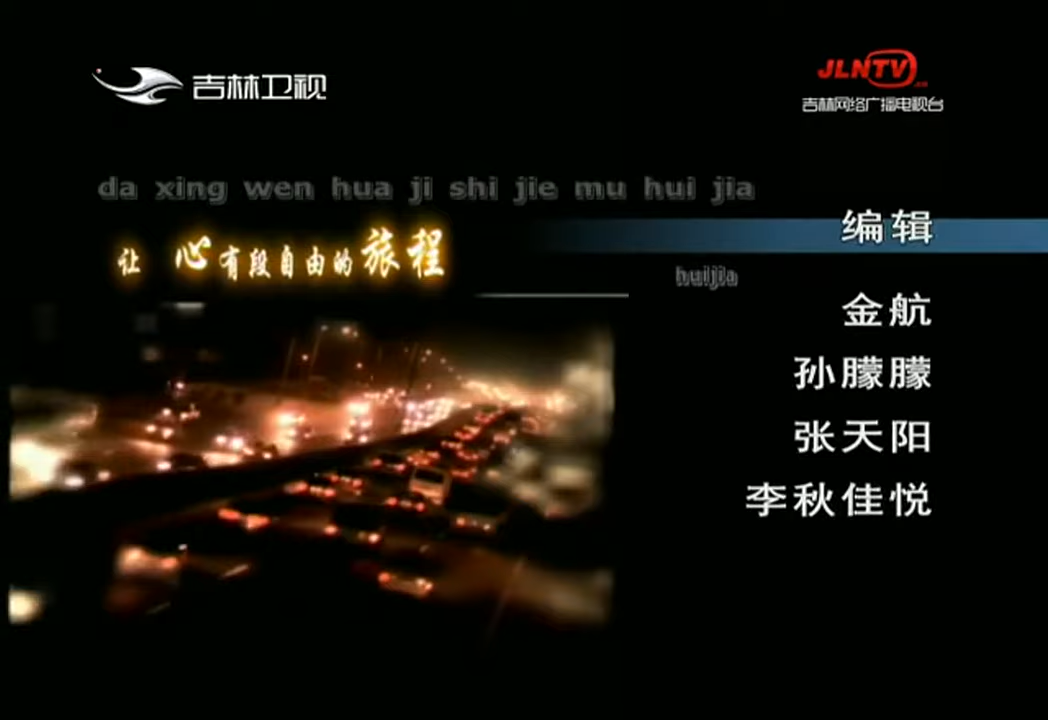 吉林卫视
JLNTV
吉林网络广播电视台
da xing wen hua ji shi jie mu hui jia
让 心有段自由的旅程
编辑
huijia
金航
孙朦朦
张天阳
李秋佳悦